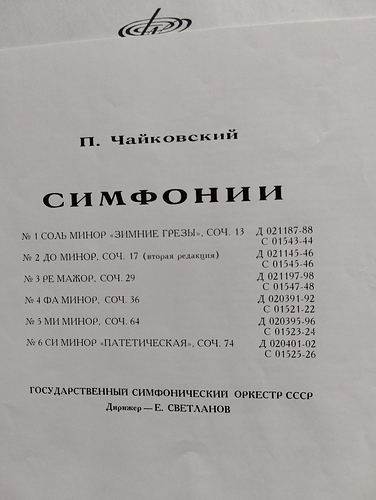 П. Чайковский
СИМФОНИИ
№ 1 СОЛЬ МИНОР «ЗИМНИЕ ГРЕЗЫ», СОЧ. 13 Д 021187-88
С 01543-44
№ 2 ДО МИНОР, СОЧ. 17 (вторая редакция) Д 021145-46
С 01545-46
№ 3 РЕ МАЖОР, СОЧ. 29 Д 021197-98
С 01547-48
№ 4 ФА МИНОР, СОЧ. 36 Д 020391-92
С 01521-22
№ 5 МИ МИНОР, СОЧ. 64 Д 020395-96
С 01523-24
№ 6 СИ МИНОР «ПАТЕТИЧЕСКАЯ», СОЧ. 74 Д 020401-02
С 01525-26
ГОСУДАРСТВЕННЫЙ СИМФОНИЧЕСКИЙ ОРКЕСТР СССР
Дирижер — Е. СВЕТЛАНОВ